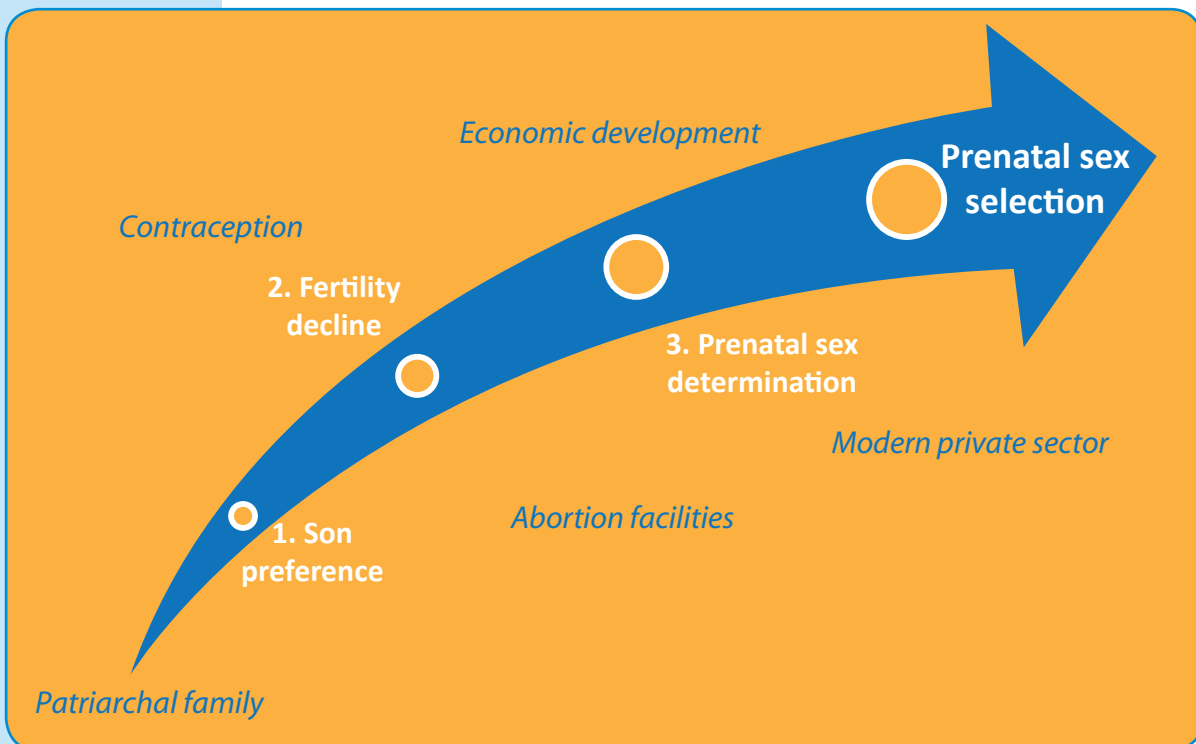 Economic development
Prenatal sex
selection
Contraception
2. Fertility
decline
3. Prenatal sex
determination
Modern private sector
Abortion facilities
1. Son
preference
Patriarchal family